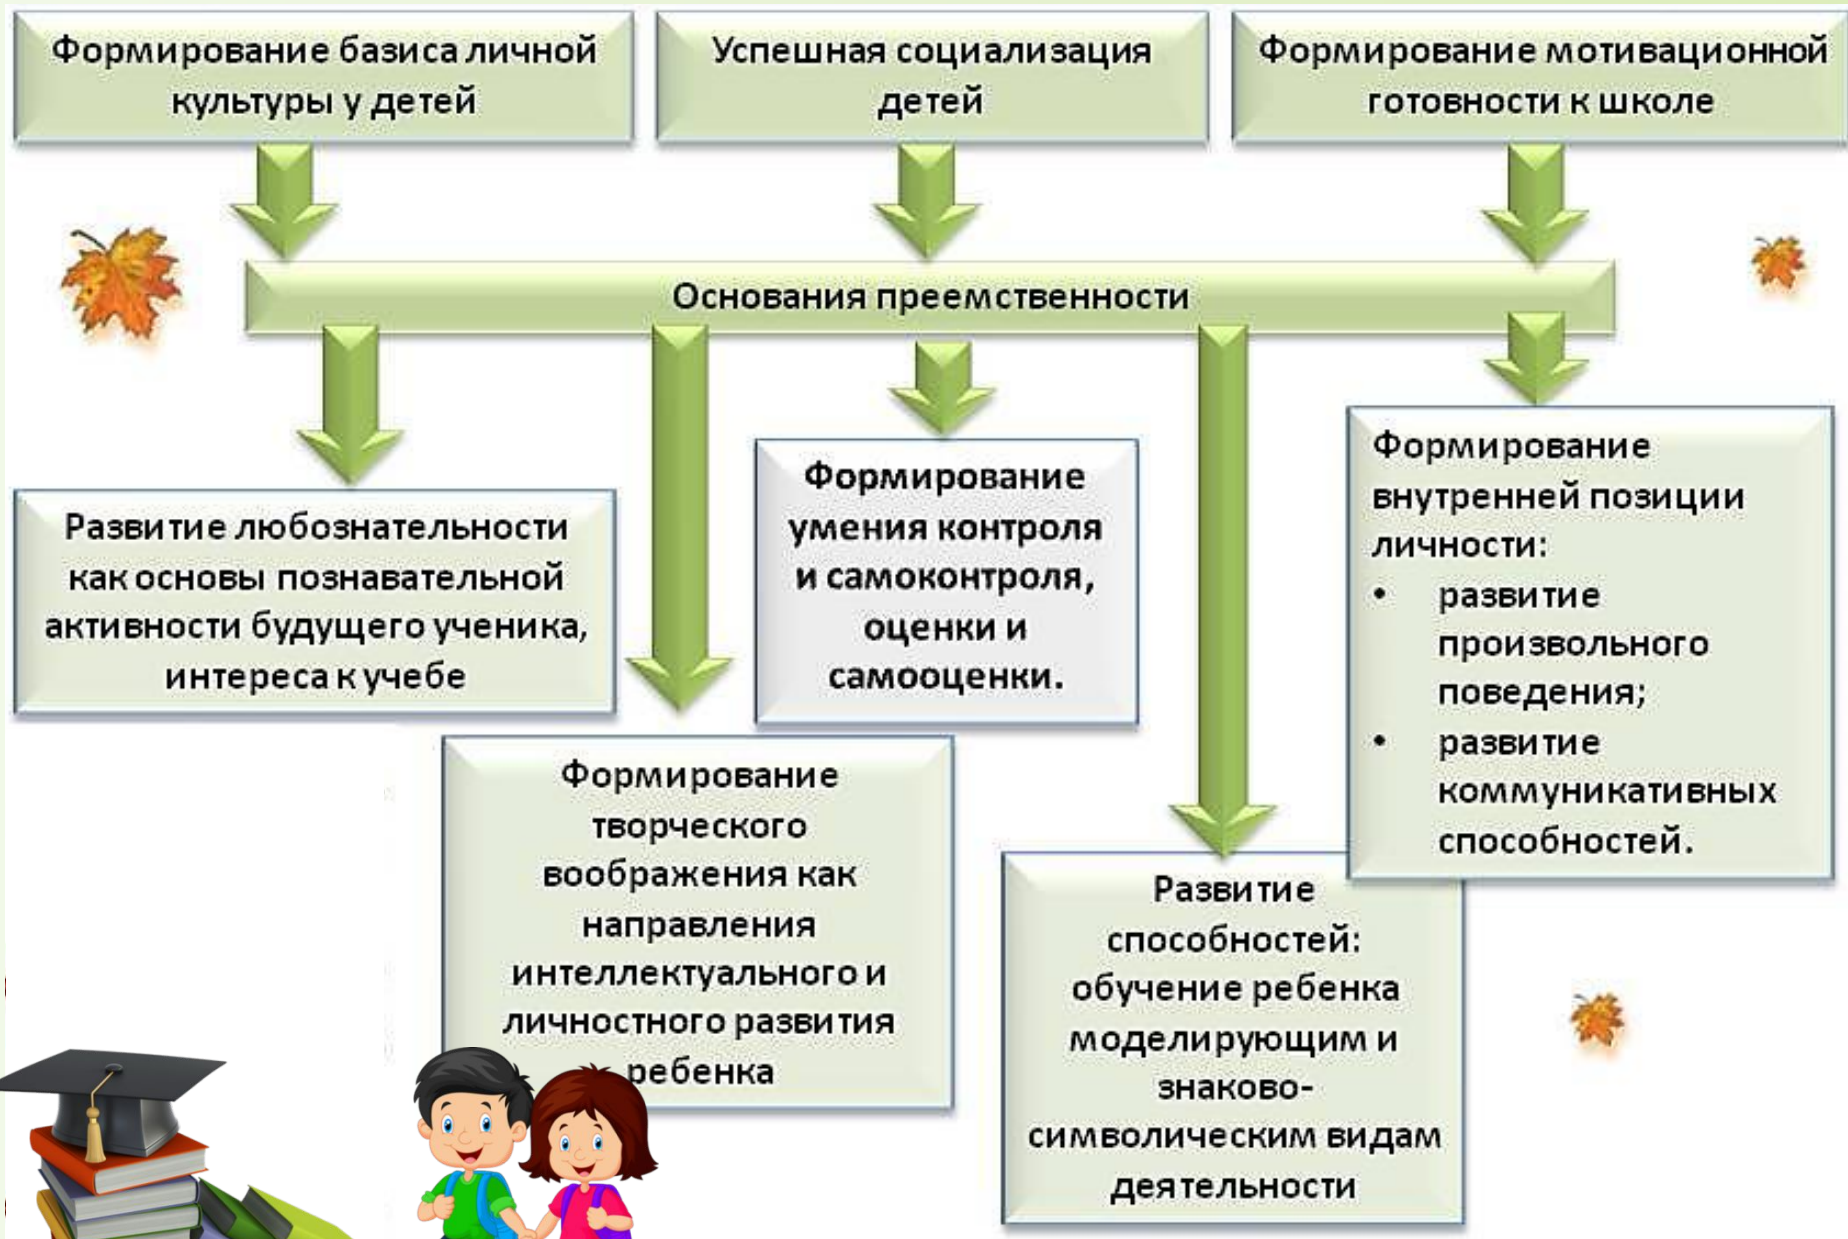 Формирование базиса личной
культуры у детей
Успешная социализация
детей
Формирование мотивационной
готовности к школе
Основания преемственности
Развитие любознательности
как основы познавательной
активности будущего ученика,
интереса к учебе
Формирование
творческого
воображения как
направления
интеллектуального и
личностного развития
ребенка
Формирование
умения контроля
и самоконтроля,
оценки и
самооценки.
Развитие
способностей:
обучение ребенка
моделирующим и
знаково-
символическим видам
деятельности
Формирование
внутренней позиции
личности:
• развитие
произвольного
поведения;
• развитие
коммуникативных
способностей.